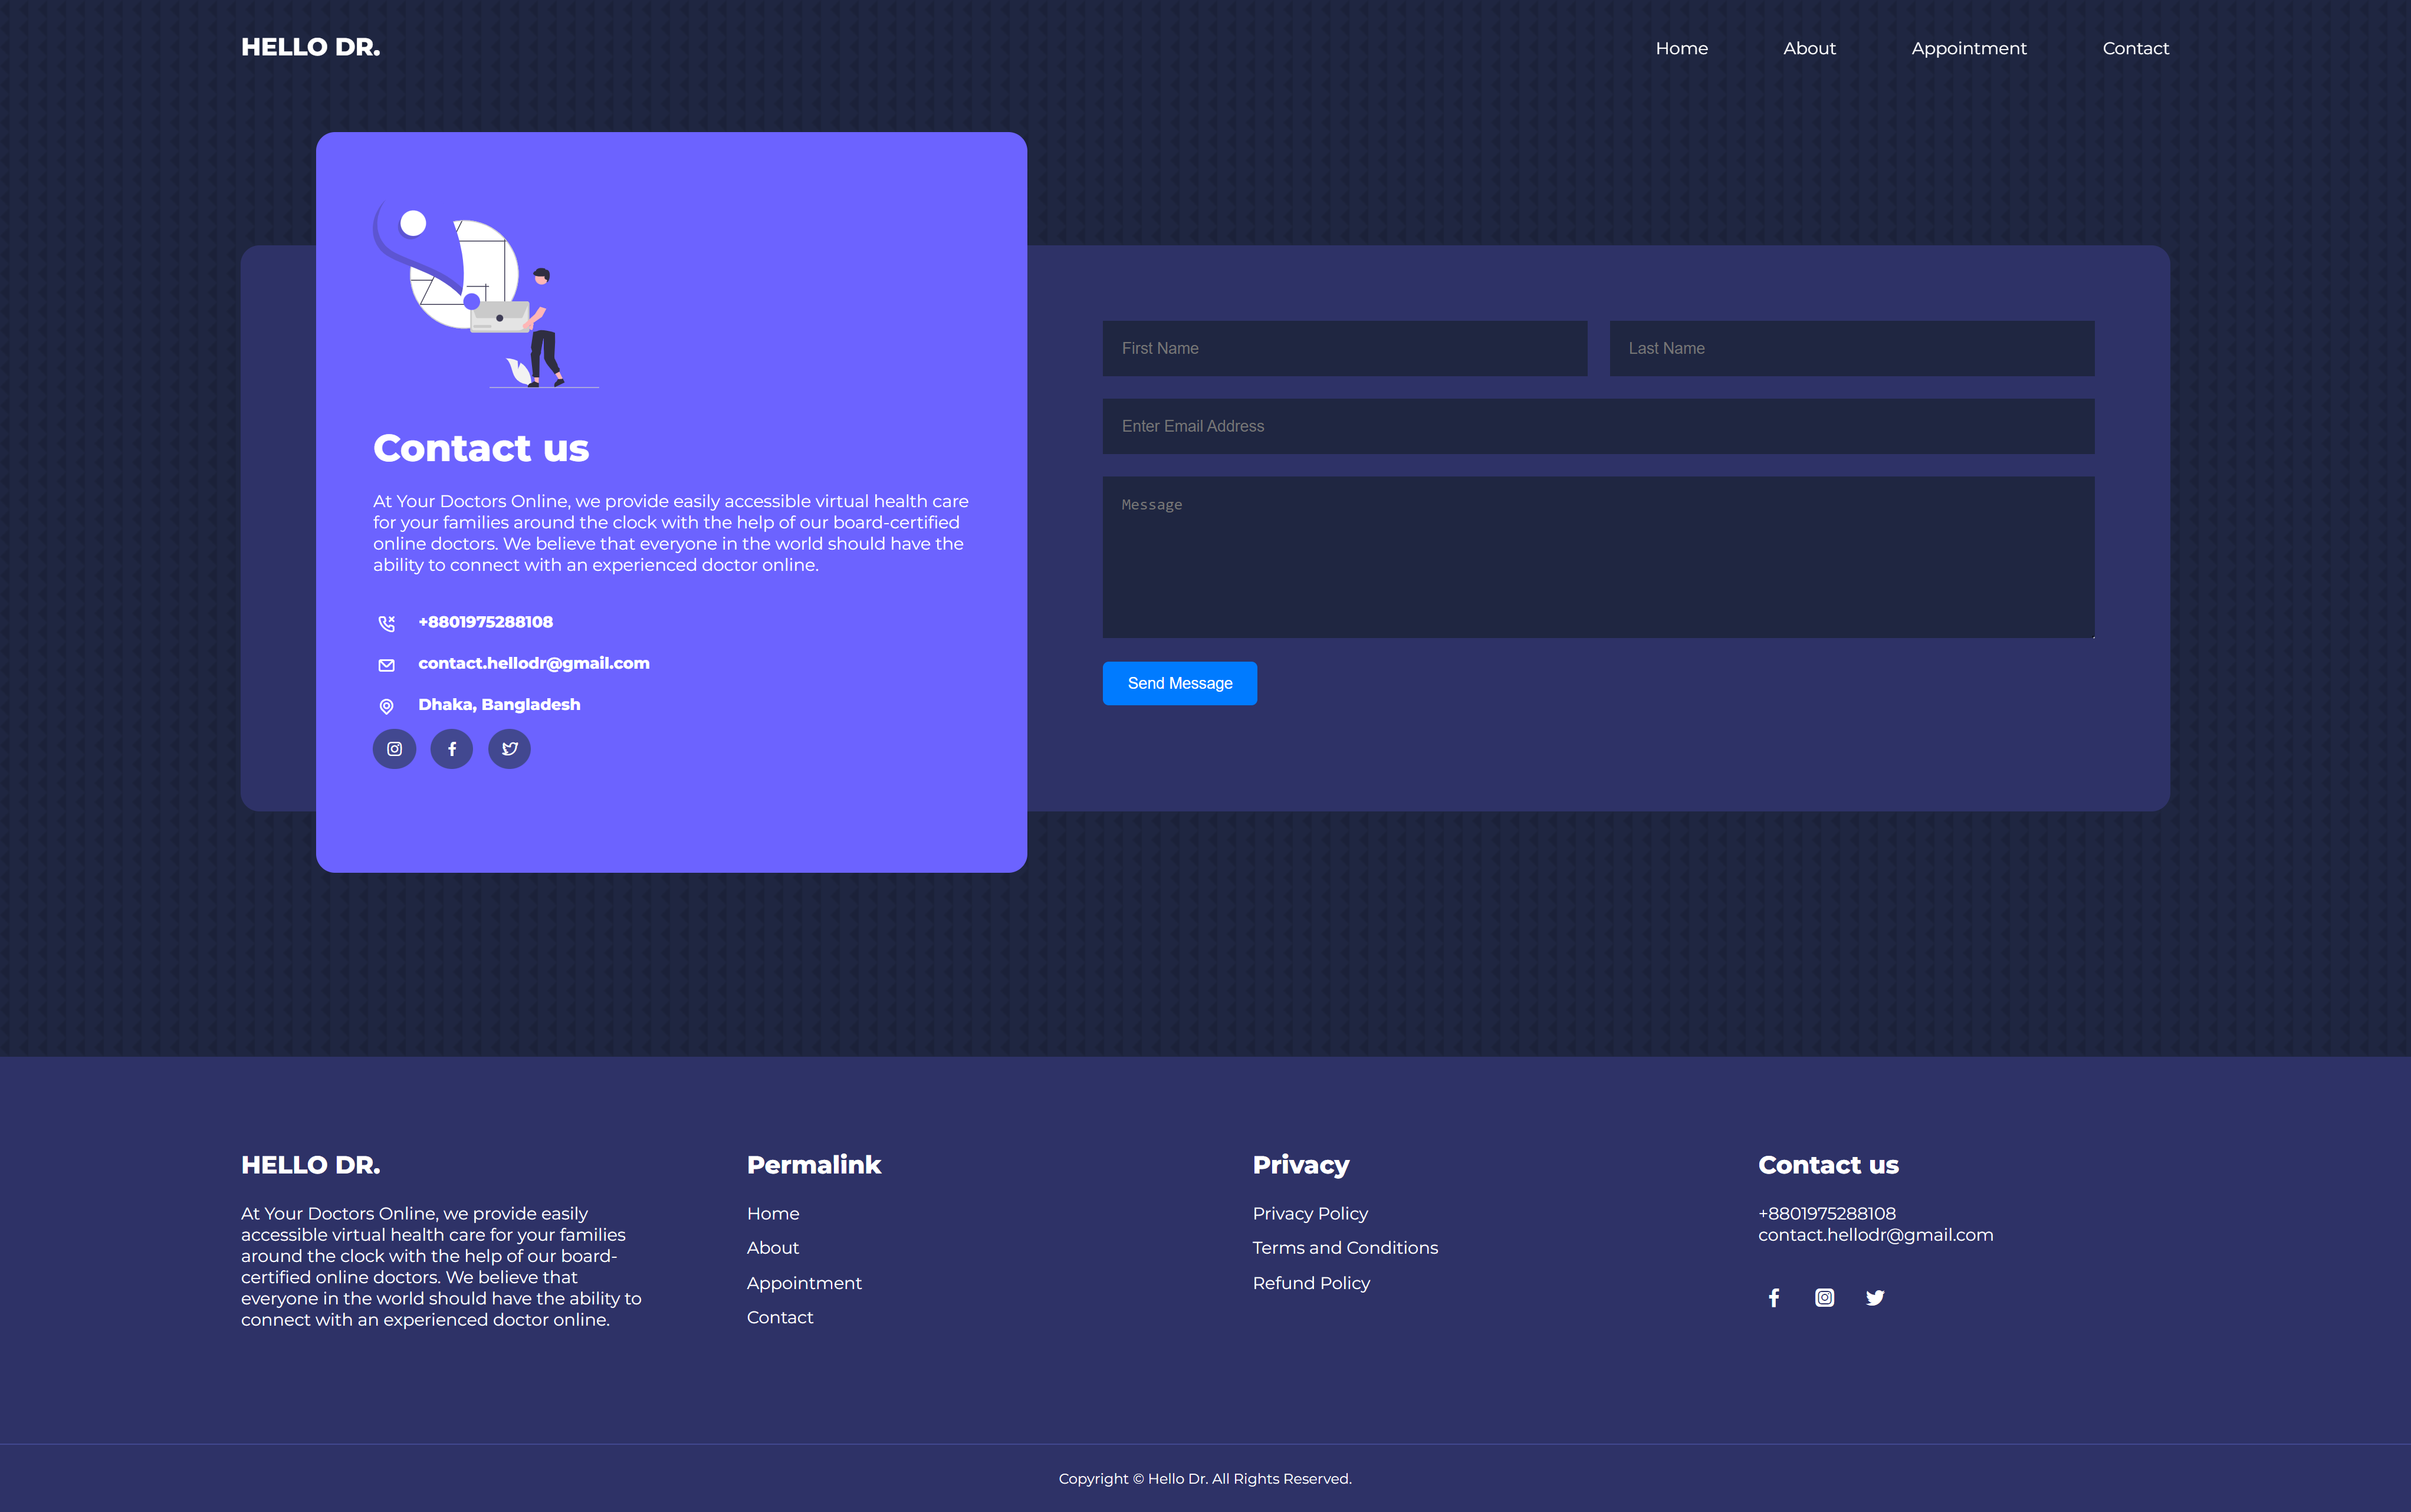 HELLO DR.
Home
About
Appointment
Contact
Contact us
At Your Doctors Online, we provide easily accessible virtual health care
for your families around the clock with the help of our board-certified
online doctors. We believe that everyone in the world should have the
ability to connect with an experienced doctor online.
+8801975288108
contact.hellodr@gmail.com
Dhaka, Bangladesh
First Name
Last Name
Enter Email Address
Message
Send Message
HELLO DR.
At Your Doctors Online, we provide easily
accessible virtual health care for your families
around the clock with the help of our board-
certified online doctors. We believe that
everyone in the world should have the ability to
connect with an experienced doctor online.
Permalink
Home
About
Appointment
Contact
Privacy
Privacy Policy
Terms and Conditions
Refund Policy
Contact us
+8801975288108
contact.hellodr@gmail.com
Copyright © Hello Dr. All Rights Reserved.